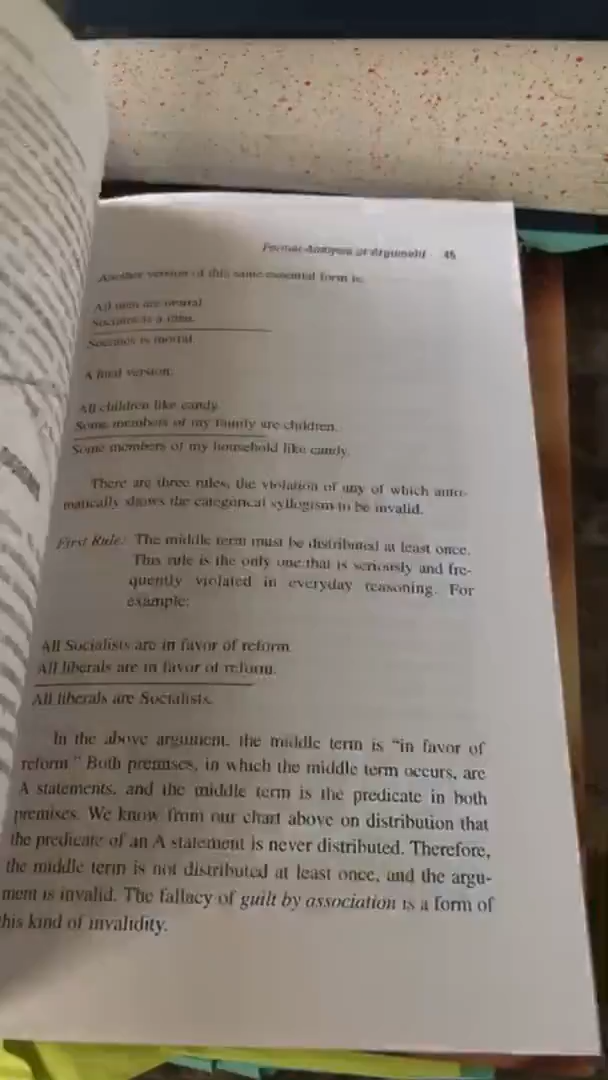 Formal Analysis of Argument 45
Another version of this same essential form is:
All men are mortal.
Socrates is a man.
Socrates is mortal.
A final version:
All children like candy.
Some members of my family are children.
Some members of my household like candy.
There are three rules, the violation of any of which auto-
matically shows the categorical syllogism to be invalid.
First Rule: The middle term must be distributed at least once.
This rule is the only one that is seriously and fre-
quently violated in everyday reasoning. For
example:
All Socialists are in favor of reform.
All liberals are in favor of reform.
All liberals are Socialists.
In the above argument, the middle term is “in favor of
reform.” Both premises, in which the middle term occurs, are
A statements, and the middle term is the predicate in both
premises. We know from our chart above on distribution that
the predicate of an A statement is never distributed. Therefore,
the middle term is not distributed at least once, and the argu-
ment is invalid. The fallacy of guilt by association is a form of
this kind of invalidity.